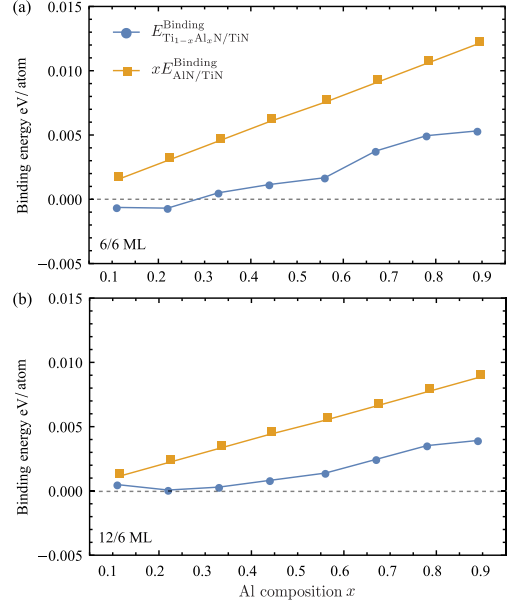 (a)
0.015
0.010
0.005
0.000
−0.005
Binding energy eV/atom
E^Binding_Ti1−xAlxN/TiN
xE^Binding_AlN/TiN
6/6 ML
0.1 0.2 0.3 0.4 0.5 0.6 0.7 0.8 0.9
(b)
0.015
0.010
0.005
0.000
−0.005
Binding energy eV/atom
12/6 ML
0.1 0.2 0.3 0.4 0.5 0.6 0.7 0.8 0.9
Al composition x